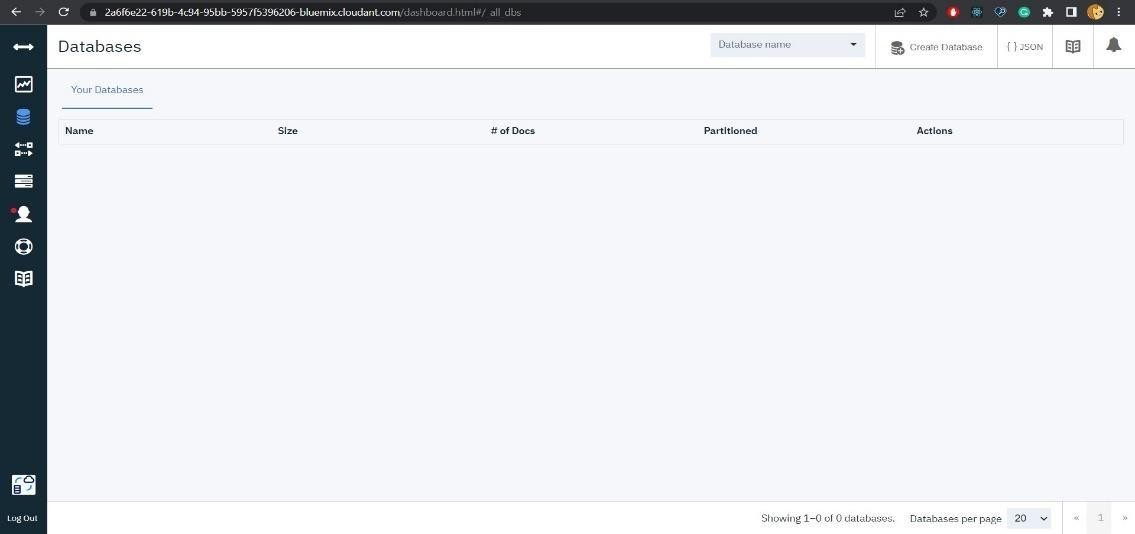 2a6f6e22-619b-4c94-95bb-5957f5396206-bluemix.cloudant.com/dashboard.html#/_all_dbs
Databases
Database name
Create Database
{ } JSON
Your Databases
Name Size # of Docs Partitioned Actions
Log Out
Showing 1–0 of 0 databases. Databases per page 20 « 1 »